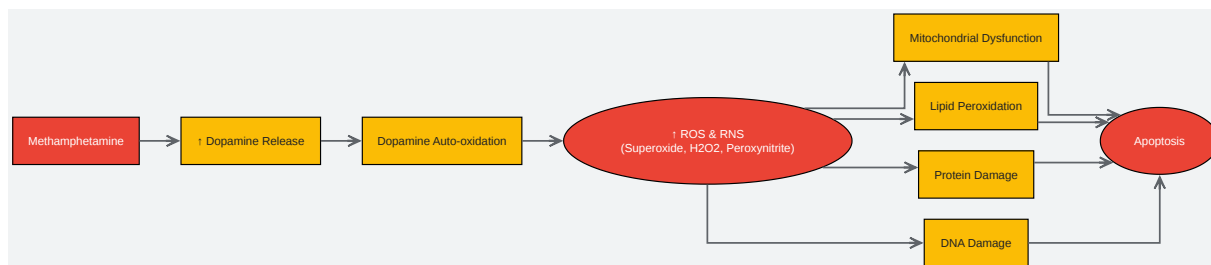 Methamphetamine
↑ Dopamine Release
Dopamine Auto-oxidation
↑ ROS & RNS
(Superoxide, H2O2, Peroxynitrite)
Mitochondrial Dysfunction
Lipid Peroxidation
Protein Damage
DNA Damage
Apoptosis